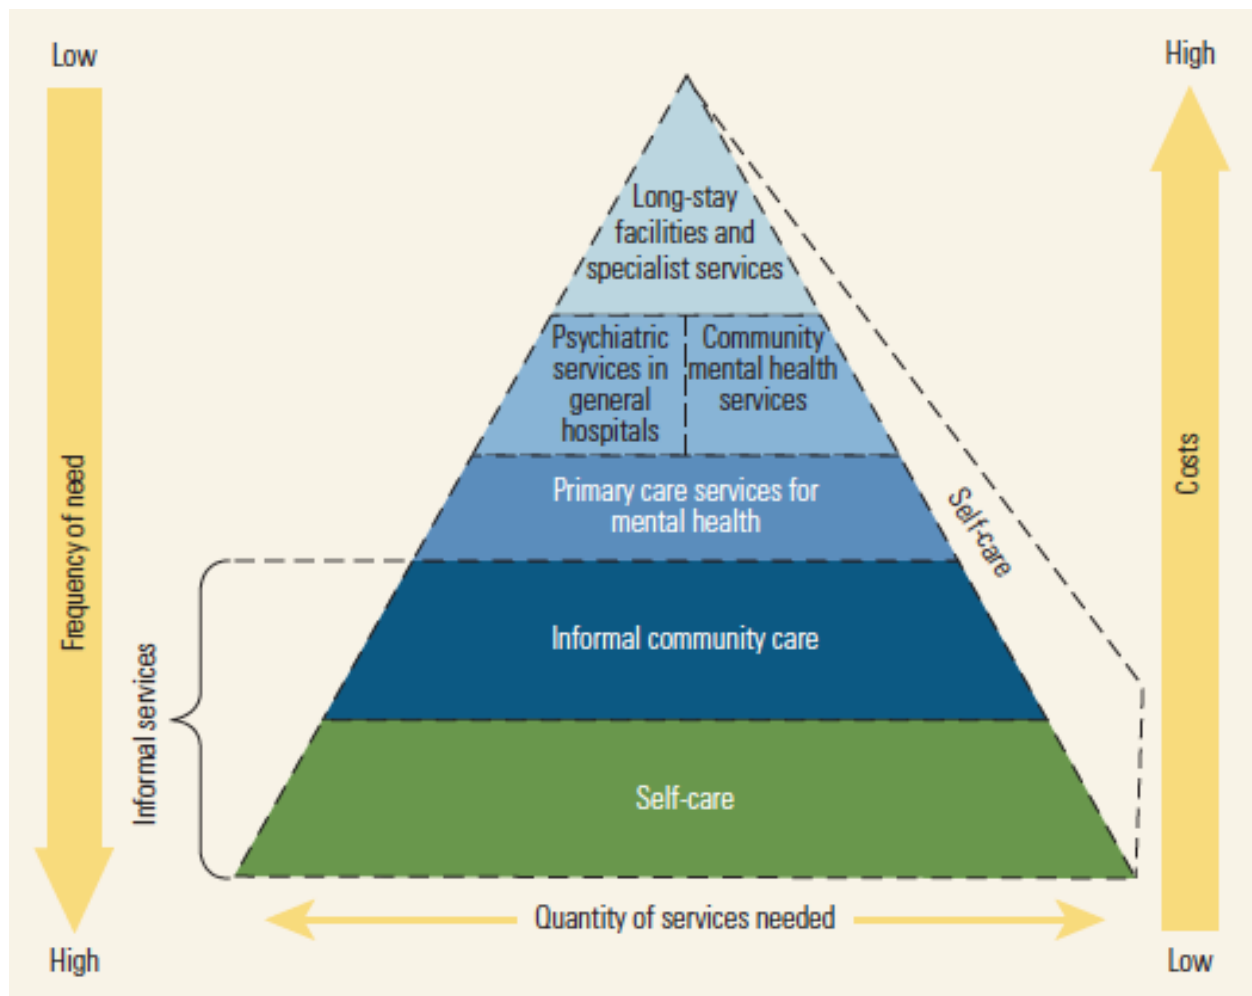 Low
High
Long-stay
facilities and
specialist services
Psychiatric
services in
general
hospitals
Community
mental health
services
Primary care services for
mental health
Self-care
Costs
Frequency of need
Informal services
Informal community care
Self-care
Quantity of services needed
High
Low